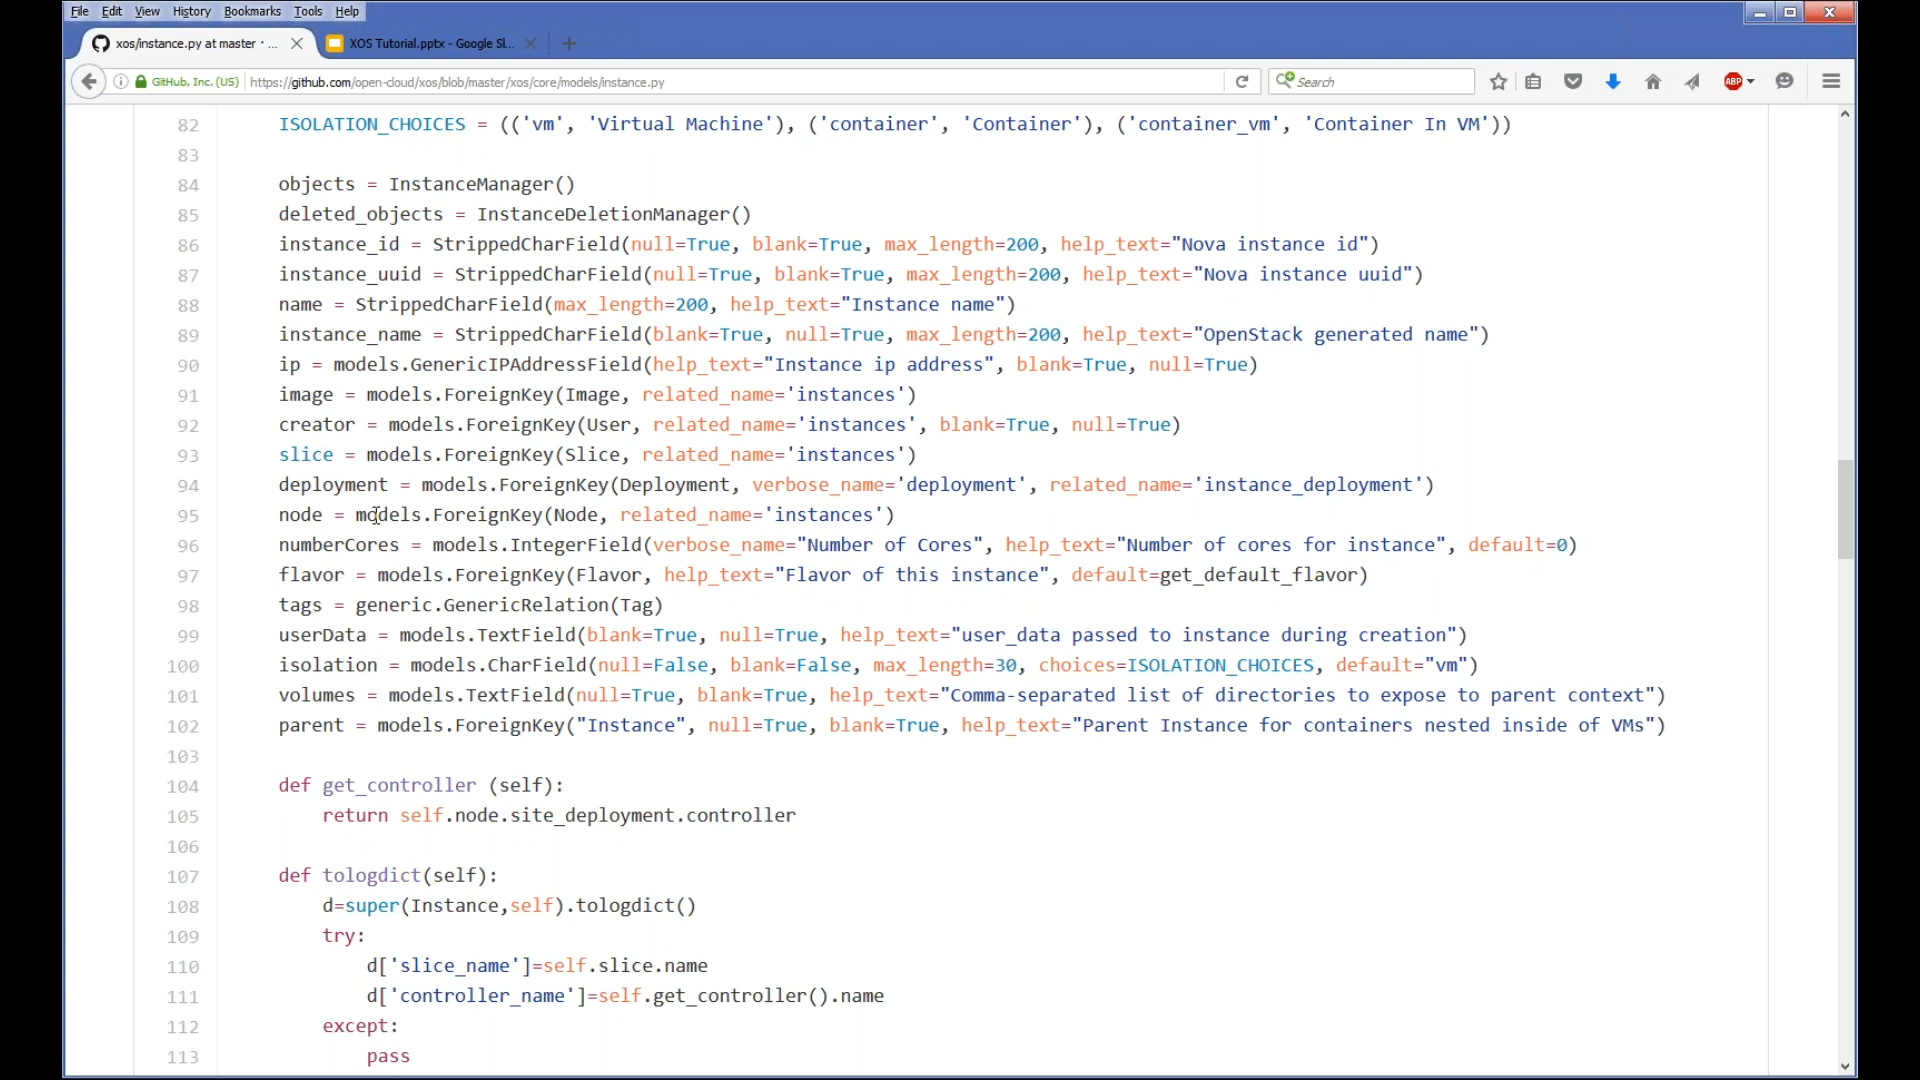 File Edit View History Bookmarks Tools Help
xos/instance.py at master · ... XOS Tutorial.pptx - Google Sl...
GitHub, Inc. (US) https://github.com/open-cloud/xos/blob/master/xos/core/models/instance.py Search ABP
82 ISOLATION_CHOICES = (('vm', 'Virtual Machine'), ('container', 'Container'), ('container_vm', 'Container In VM'))
83
84 objects = InstanceManager()
85 deleted_objects = InstanceDeletionManager()
86 instance_id = StrippedCharField(null=True, blank=True, max_length=200, help_text="Nova instance id")
87 instance_uuid = StrippedCharField(null=True, blank=True, max_length=200, help_text="Nova instance uuid")
88 name = StrippedCharField(max_length=200, help_text="Instance name")
89 instance_name = StrippedCharField(blank=True, null=True, max_length=200, help_text="OpenStack generated name")
90 ip = models.GenericIPAddressField(help_text="Instance ip address", blank=True, null=True)
91 image = models.ForeignKey(Image, related_name='instances')
92 creator = models.ForeignKey(User, related_name='instances', blank=True, null=True)
93 slice = models.ForeignKey(Slice, related_name='instances')
94 deployment = models.ForeignKey(Deployment, verbose_name='deployment', related_name='instance_deployment')
95 node = models.ForeignKey(Node, related_name='instances')
96 numberCores = models.IntegerField(verbose_name="Number of Cores", help_text="Number of cores for instance", default=0)
97 flavor = models.ForeignKey(Flavor, help_text="Flavor of this instance", default=get_default_flavor)
98 tags = generic.GenericRelation(Tag)
99 userData = models.TextField(blank=True, null=True, help_text="user_data passed to instance during creation")
100 isolation = models.CharField(null=False, blank=False, max_length=30, choices=ISOLATION_CHOICES, default="vm")
101 volumes = models.TextField(null=True, blank=True, help_text="Comma-separated list of directories to expose to parent context")
102 parent = models.ForeignKey("Instance", null=True, blank=True, help_text="Parent Instance for containers nested inside of VMs")
103
104 def get_controller (self):
105 return self.node.site_deployment.controller
106
107 def tologdict(self):
108 d=super(Instance,self).tologdict()
109 try:
110 d['slice_name']=self.slice.name
111 d['controller_name']=self.get_controller().name
112 except:
113 pass